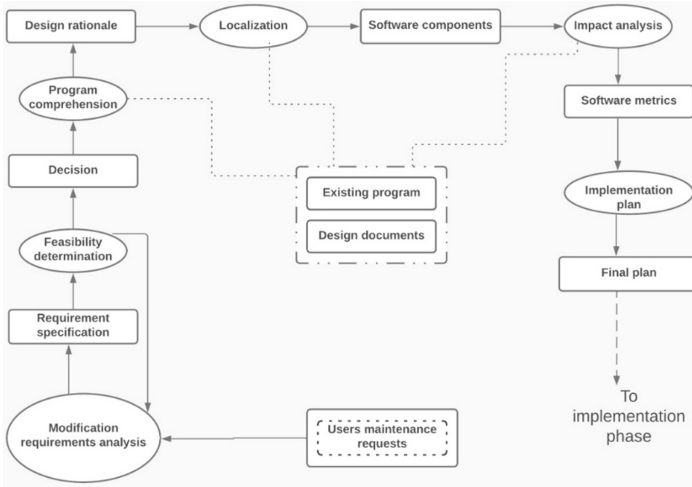 Design rationale
Localization
Software components
Impact analysis
Program
comprehension
Software metrics
Decision
Existing program
Implementation
plan
Design documents
Feasibility
determination
Final plan
Requirement
specification
To
implementation
phase
Modification
requirements analysis
Users maintenance
requests